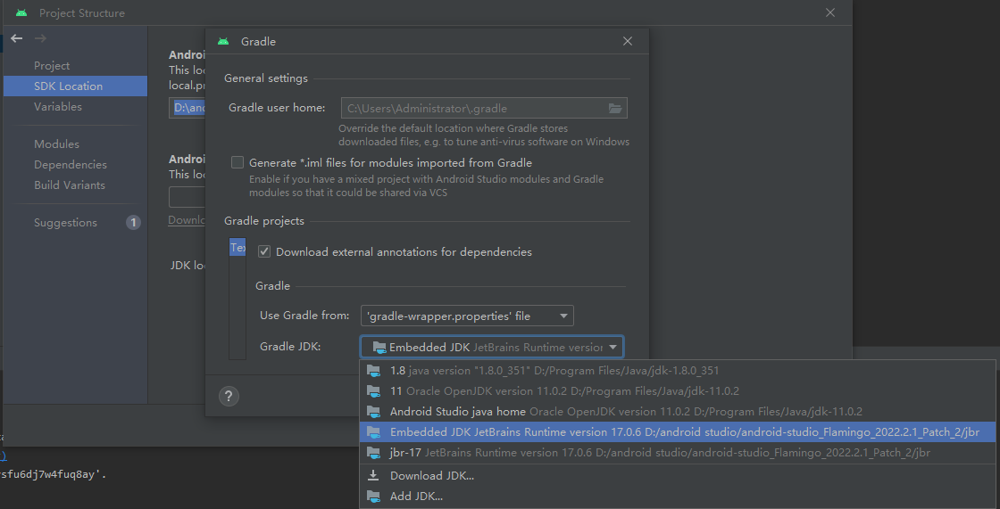 Project Structure
Project
SDK Location
Variables
Modules
Dependencies
Build Variants
Suggestions
1
This loc
local.pr
D:\and
This loc
JDK loc
Gradle
General settings
Gradle user home:
C:\Users\Administrator\.gradle
Override the default location where Gradle stores
downloaded files, e.g. to tune anti-virus software on Windows
Generate *.iml files for modules imported from Gradle
Enable if you have a mixed project with Android Studio modules and Gradle
modules so that it could be shared via VCS
Gradle projects
Download external annotations for dependencies
Gradle
Use Gradle from:
'gradle-wrapper.properties' file
Gradle JDK:
Embedded JDK JetBrains Runtime version
1.8 java version "1.8.0_351" D:/Program Files/Java/jdk-1.8.0_351
11 Oracle OpenJDK version 11.0.2 D:/Program Files/Java/jdk-11.0.2
Android Studio java home Oracle OpenJDK version 11.0.2 D:/Program Files/Java/jdk-11.0.2
Embedded JDK JetBrains Runtime version 17.0.6 D:/android studio/android-studio_Flamingo_2022.2.1_Patch_2/jbr
jbr-17 JetBrains Runtime version 17.0.6 D:/android studio/android-studio_Flamingo_2022.2.1_Patch_2/jbr
Download JDK...
Add JDK...
?
sfu6dj7w4fuq8ay'.